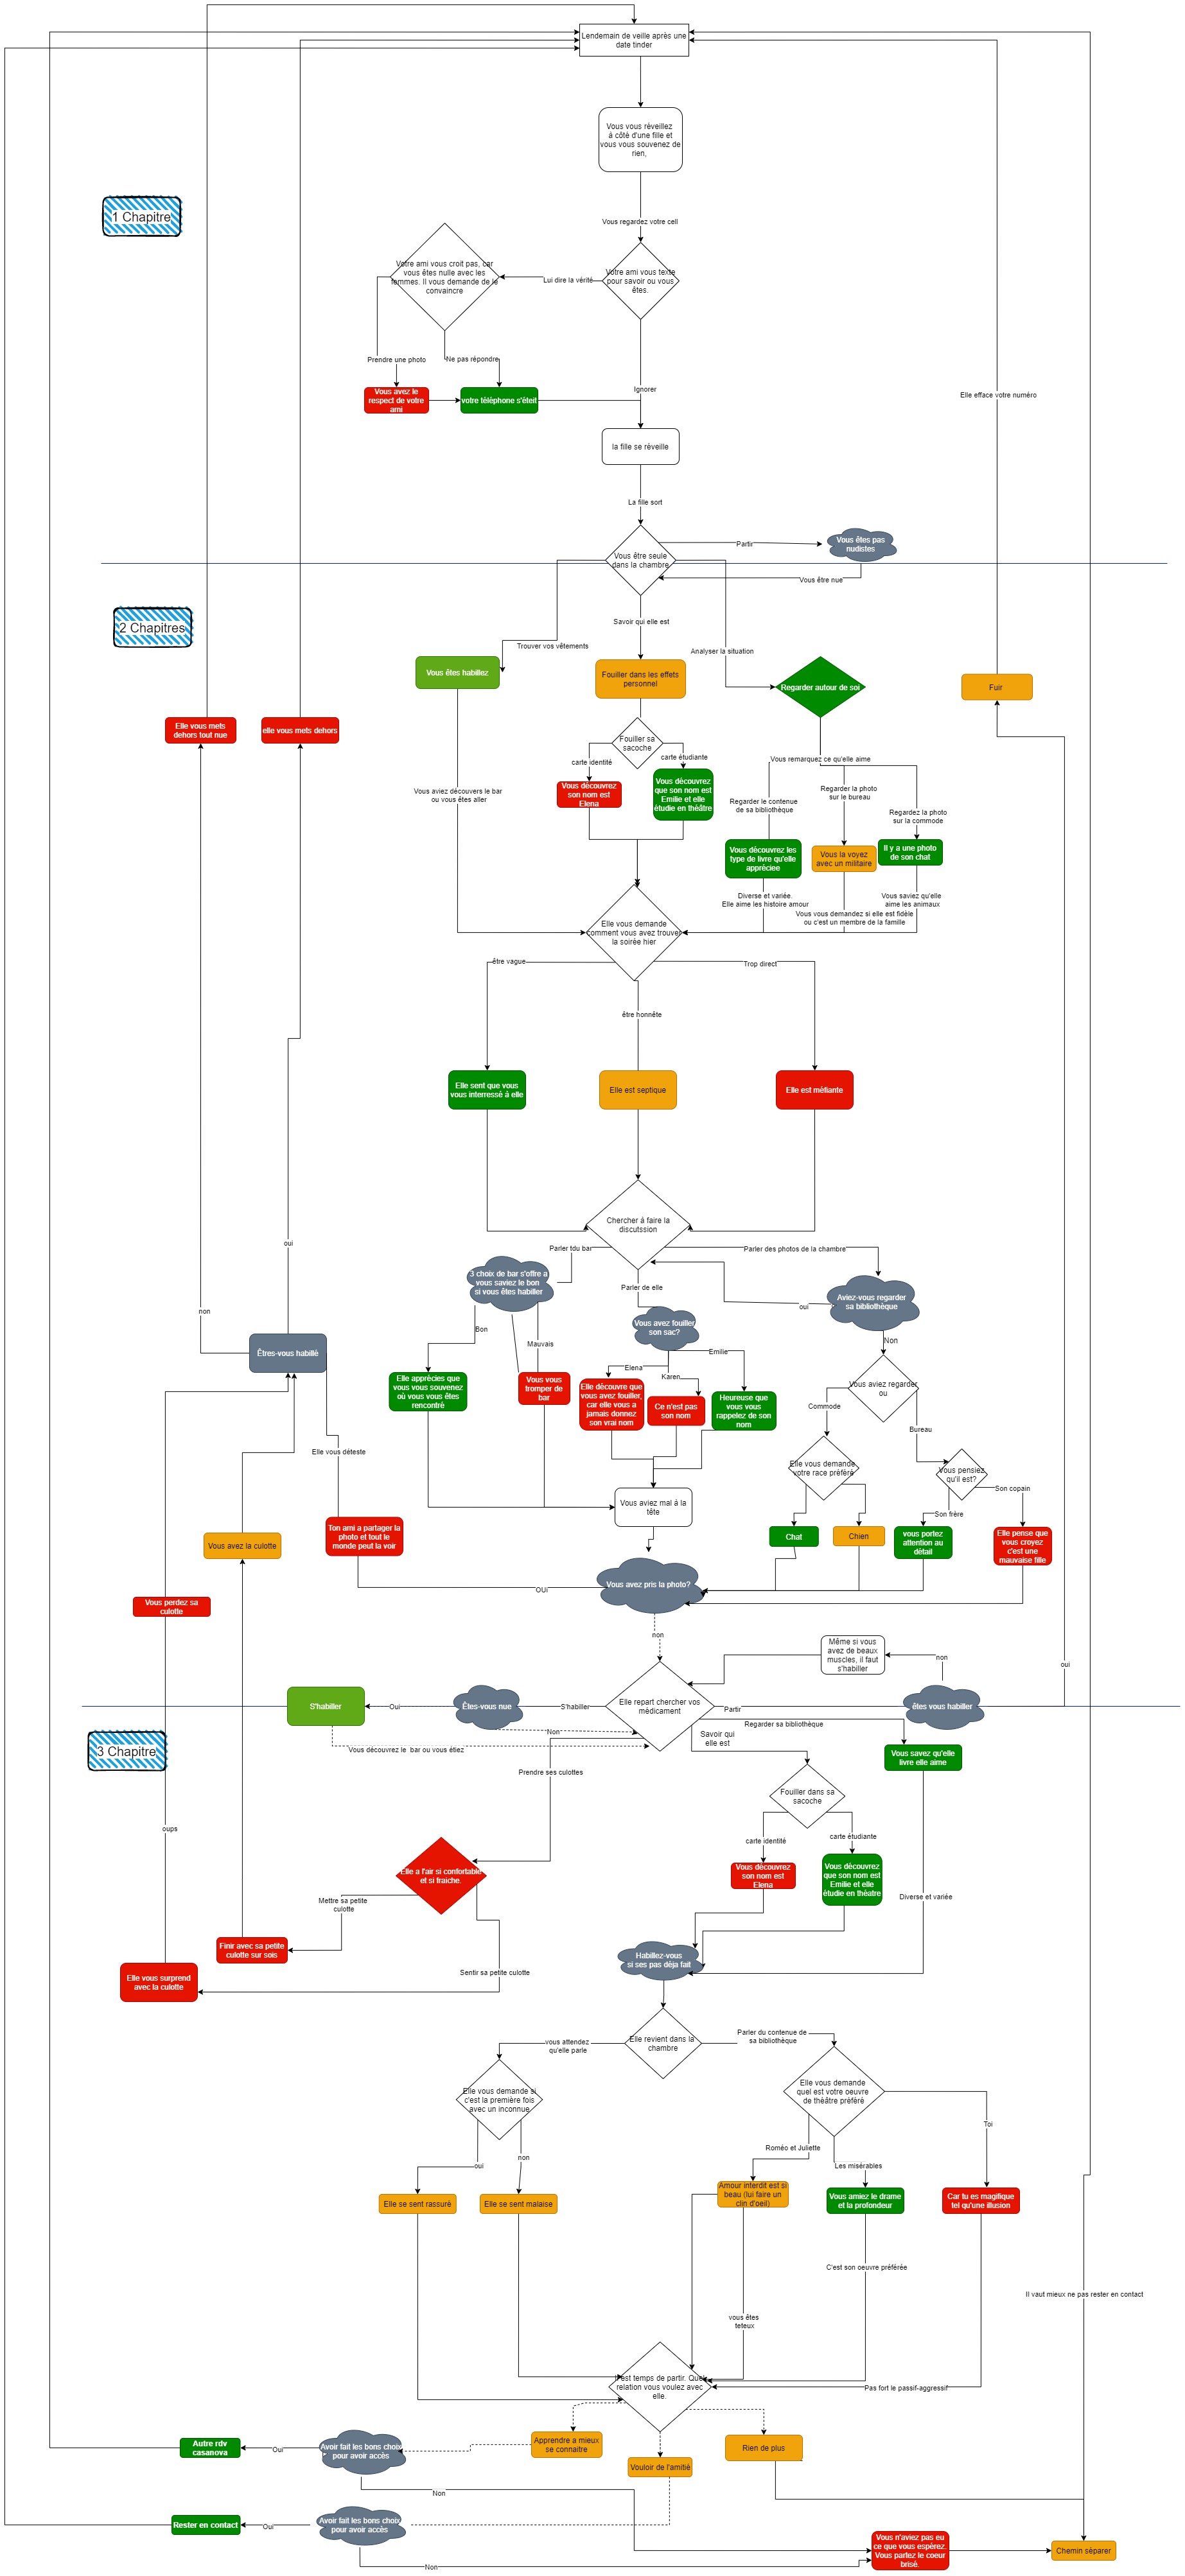 Lendemain de veille après une
date tinder
Vous vous réveillez
à côté d'une fille et
vous vous souvenez de
rien,
1 Chapitre
Vous regardez votre cell
Votre ami vous croit pas, car
vous êtes nulle avec les
femmes. Il vous demande de le
convaincre
Lui dire la vérité
Votre ami vous texte
pour savoir ou vous
êtes.
Prendre une photo
Ne pas répondre
Ignorer
Elle efface votre numéro
Vous avez le
respect de votre
ami
votre téléphone s'éteit
la fille se réveille
La fille sort
Partir
Vous êtes pas
nudistes
Vous être seule
dans la chambre
Vous être nue
2 Chapitres
Savoir qui elle est
Trouver vos vêtements
Analyser la situation
Vous êtes habillez
Fouiller dans les effets
personnel
Regarder autour de soi
Fuir
Elle vous mets
dehors tout nue
elle vous mets dehors
Fouiller sa
sacoche
carte identité
carte étudiante
Vous remarquez ce qu'elle aime
Vous aviez découvers le bar
ou vous êtes aller
Vous découvrez
son nom est
Elena
Vous découvrez
que son nom est
Emilie et elle
étudie en théâtre
Regarder le contenue
de sa bibliothèque
Regarder la photo
sur le bureau
Regardez la photo
sur la commode
Vous découvrez les
type de livre qu'elle
appréciee
Vous la voyez
avec un militaire
Il y a une photo
de son chat
Diverse et variée.
Elle aime les histoire amour
Vous saviez qu'elle
aime les animaux
Vous vous demandez si elle est fidèle
ou c'est un membre de la famille
Elle vous demande
comment vous avez trouver
la soirée hier
être vague
Trop direct
être honnête
Elle sent que vous
vous interressé à elle
Elle est septique
Elle est méfiante
Chercher à faire la
discutssion
oui
Parler tdu bar
Parler des photos de la chambre
Parler de elle
3 choix de bar s'offre a
vous saviez le bon
si vous êtes habiller
Aviez-vous regarder
sa bibliothèque
oui
non
Vous avez fouiller
son sac?
Bon
Mauvais
Non
Êtres-vous habillé
Elena
Karen
Emilie
Elle apprécies que
vous vous souvenez
où vous vous êtes
rencontré
Vous vous
tromper de
bar
Elle découvre que
vous avez fouiller,
car elle vous a
jamais donnez
son vrai nom
Ce n'est pas
son nom
Heureuse que
vous vous
rappelez de son
nom
Vous aviez regarder
ou
Commode
Bureau
Elle vous déteste
Elle vous demande
votre race préféré
Vous pensiez
qu'il est?
Son copain
Son frère
Vous aviez mal à la
tête
Ton ami a partager la
photo et tout le
monde peut la voir
Vous avez la culotte
Chat
Chien
vous portez
attention au
détail
Elle pense que
vous croyez
c'est une
mauvaise fille
Vous avez pris la photo?
OUi
Vous perdez sa
culotte
non
Même si vous
avez de beaux
muscles, il faut
s'habiller
non
oui
S'habiller
Oui
Êtes-vous nue
S'habiller
Elle repart chercher vos
médicament
Partir
êtes vous habiller
Non
Regarder sa bibliothèque
Savoir qui
elle est
Vous découvrez le  bar ou vous étiez
3 Chapitre
Vous savez qu'elle
livre elle aime
Prendre ses culottes
Fouiller dans sa
sacoche
oups
carte identité
carte étudiante
Elle a l'air si confortable
et si fraiche.
Vous découvrez
son nom est
Elena
Vous découvrez
que son nom est
Emilie et elle
étudie en théatre
Mettre sa petite
culotte
Diverse et variée
Finir avec sa petite
culotte sur sois
Habillez-vous
si ses pas déja fait
Sentir sa petite culotte
Elle vous surprend
avec la culotte
Elle revient dans la
chambre
vous attendez
qu'elle parle
Parler du contenue de
sa bibliothèque
Elle vous demande si
c'est la première fois
avec un inconnue
Elle vous demande
quel est votre oeuvre
de théâtre préféré
Toi
oui
non
Roméo et Juliette
Les misérables
Elle se sent rassuré
Elle se sent malaise
Amour interdit est si
beau (lui faire un
clin d'oeil)
Vous amiez le drame
et la profondeur
Car tu es magifique
tel qu'une illusion
C'est son oeuvre préférée
Il vaut mieux ne pas rester en contact
vous êtes
teteux
relation vous voulez avec
elle.
Pas fort le passif-aggressif
Autre rdv
casanova
Oui
Avoir fait les bons choix
pour avoir accès
Apprendre a mieux
se connaitre
Rien de plus
Vouloir de l'amitié
Non
Rester en contact
Oui
Avoir fait les bons choix
pour avoir accès
Non
Vous n'aviez pas eu
ce que vous espérez.
Vous partez le coeur
brisé.
Chemin séparer